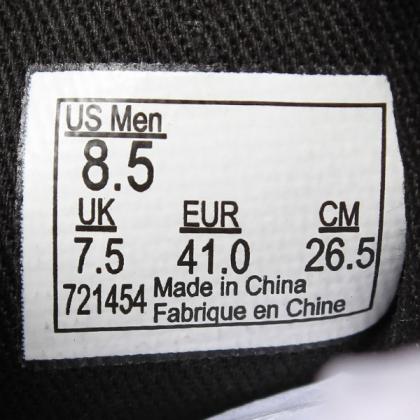 US Men
8.5
UK EUR CM
7.5 41.0 26.5
721454 Made in China
Fabrique en Chine